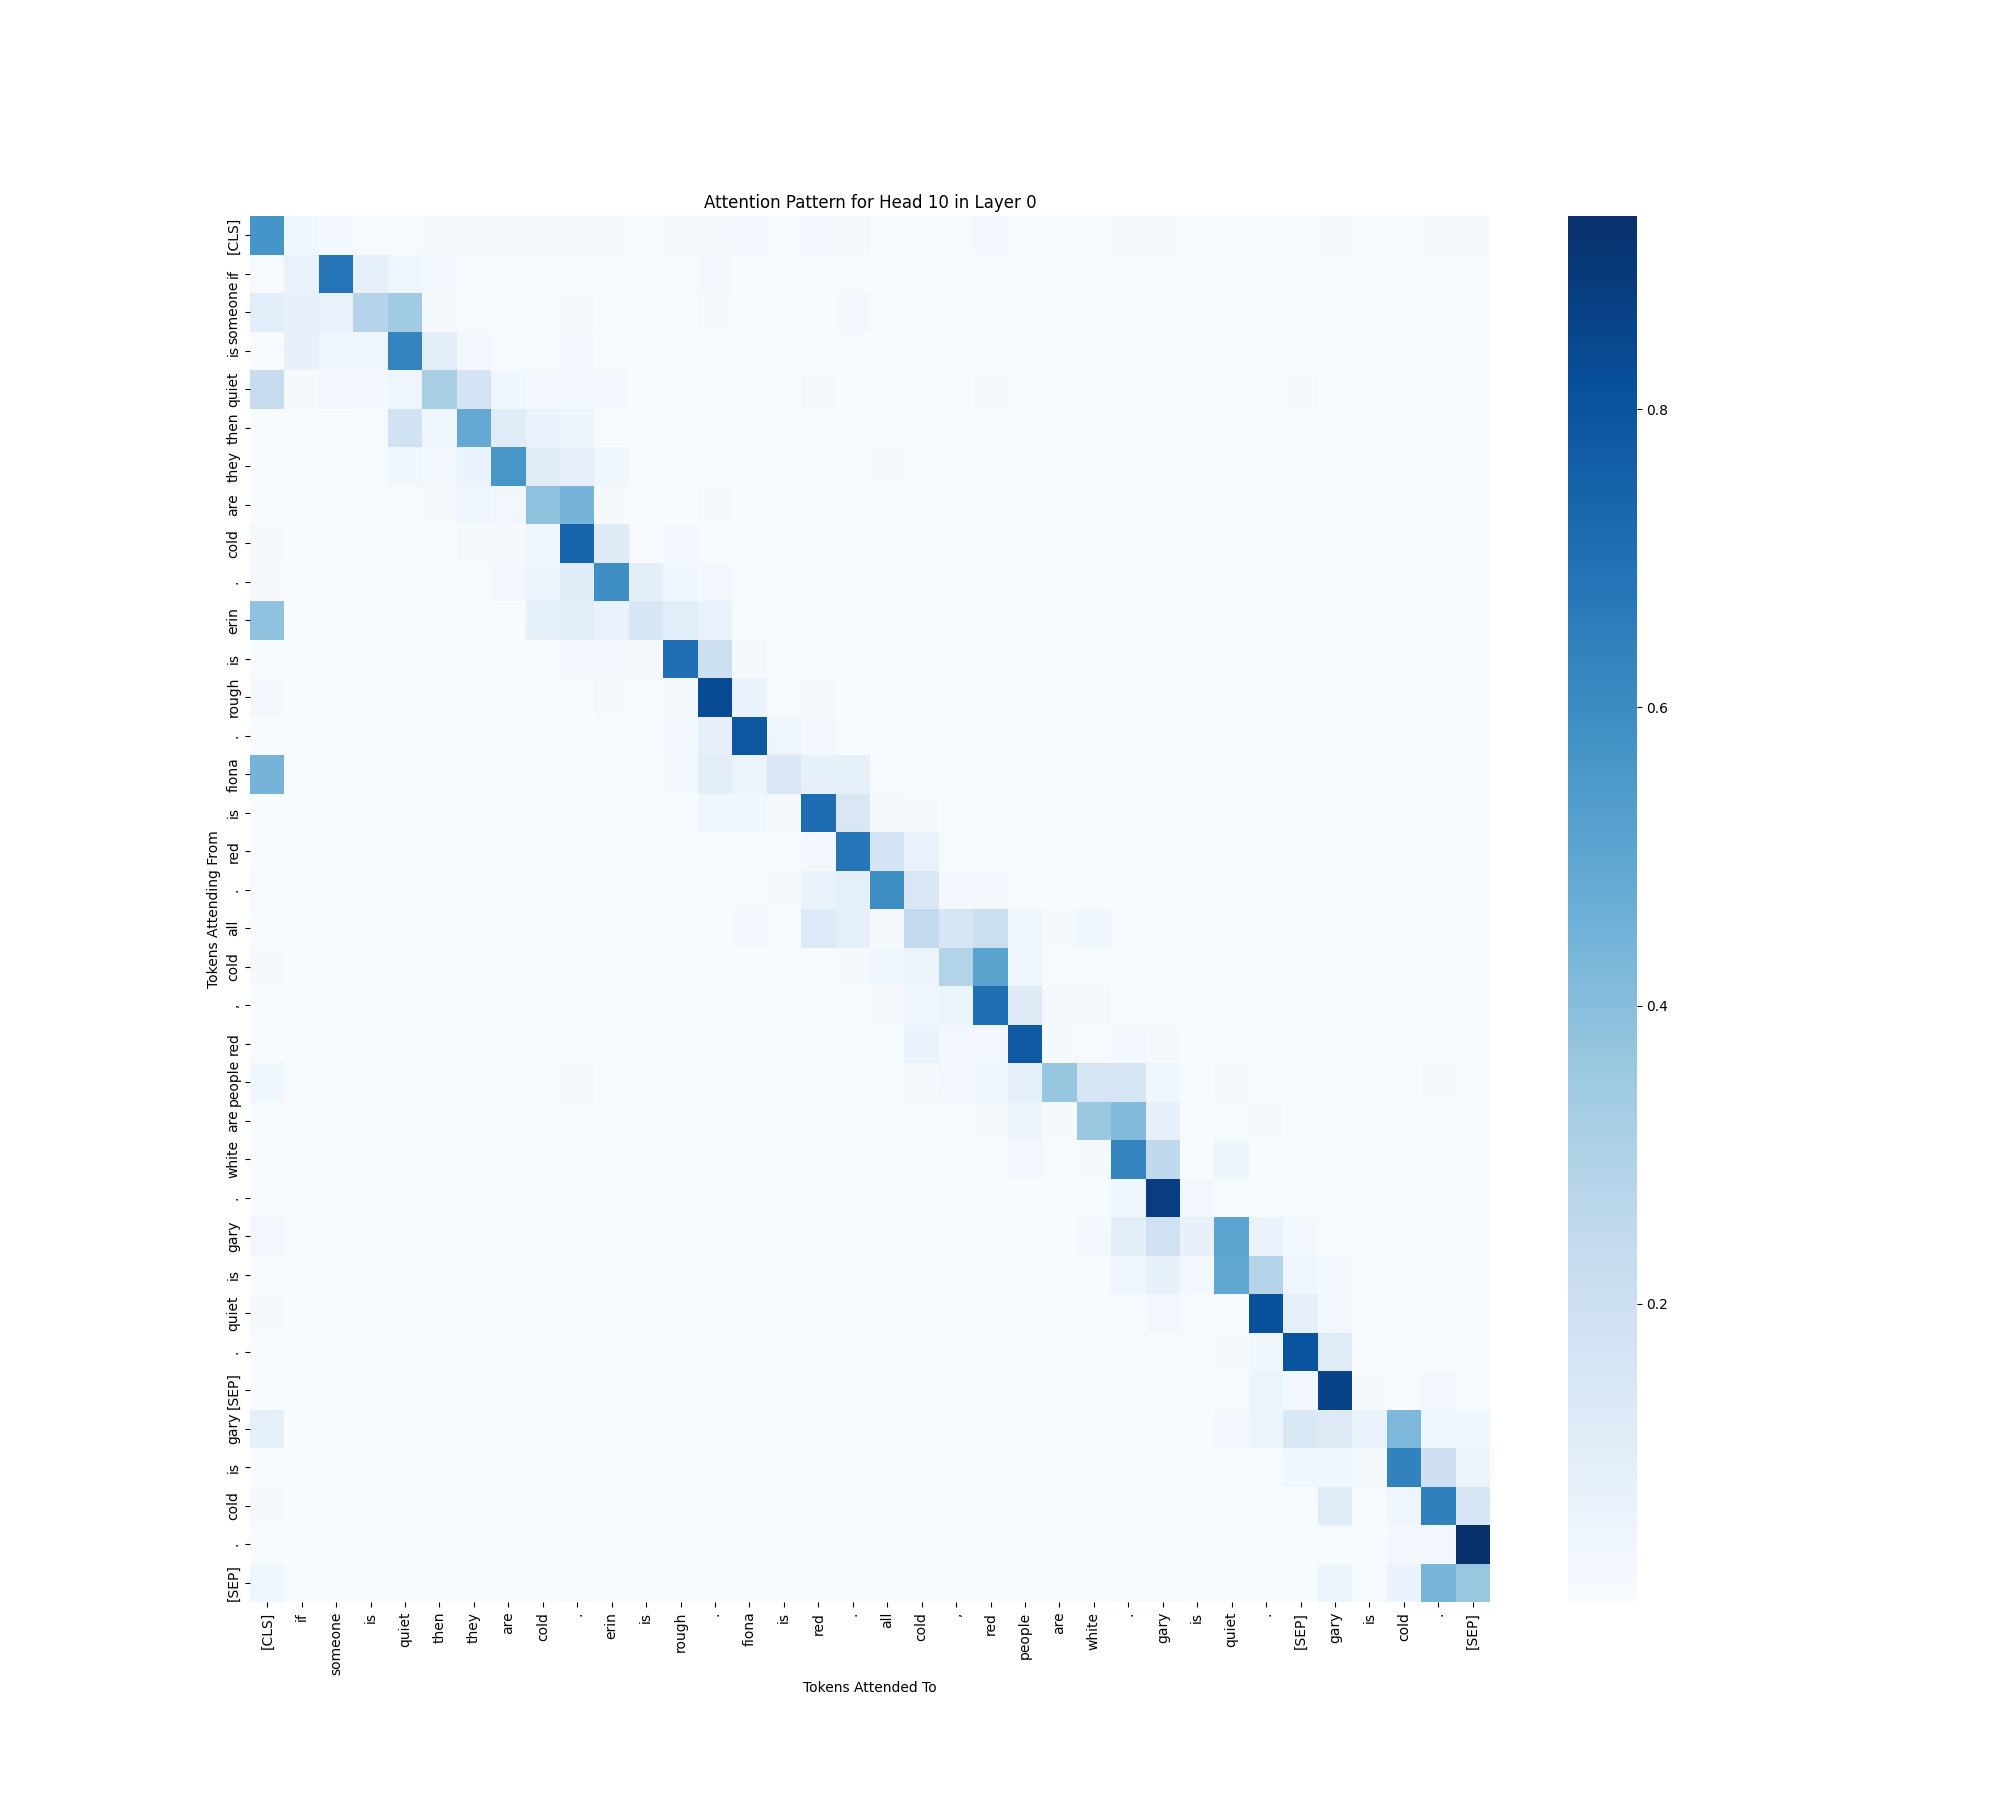 Attention Pattern for Head 10 in Layer 0
Tokens Attending From
[CLS]
if
someone
is
quiet
then
they
are
cold
.
erin
is
rough
.
fiona
is
red
.
all
cold
,
red
people
are
white
.
gary
is
quiet
.
[SEP]
gary
is
cold
.
[SEP]
[CLS]
if
someone
is
quiet
then
they
are
cold
.
erin
is
rough
.
fiona
is
red
.
all
cold
,
red
people
are
white
.
gary
is
quiet
.
[SEP]
gary
is
cold
.
[SEP]
Tokens Attended To
0.8
0.6
0.4
0.2